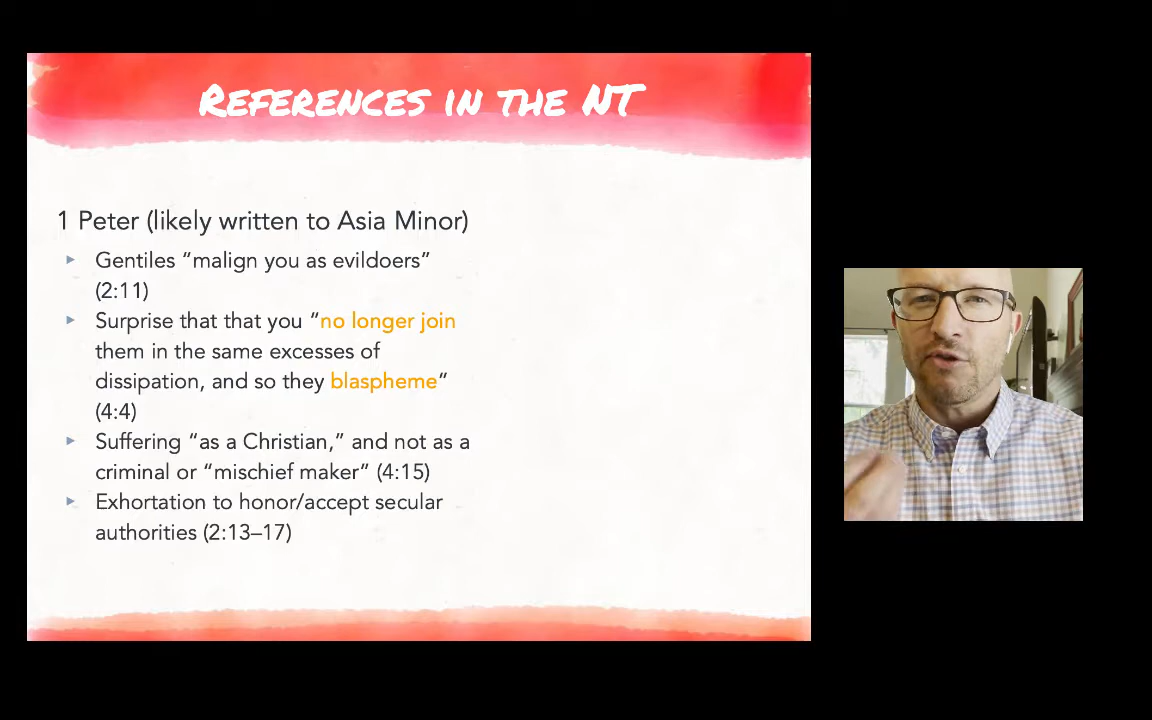 References in the NT
1 Peter (likely written to Asia Minor)
Gentiles “malign you as evildoers”
(2:11)
Surprise that that you “no longer join
them in the same excesses of
dissipation, and so they blaspheme”
(4:4)
Suffering “as a Christian,” and not as a
criminal or “mischief maker” (4:15)
Exhortation to honor/accept secular
authorities (2:13–17)